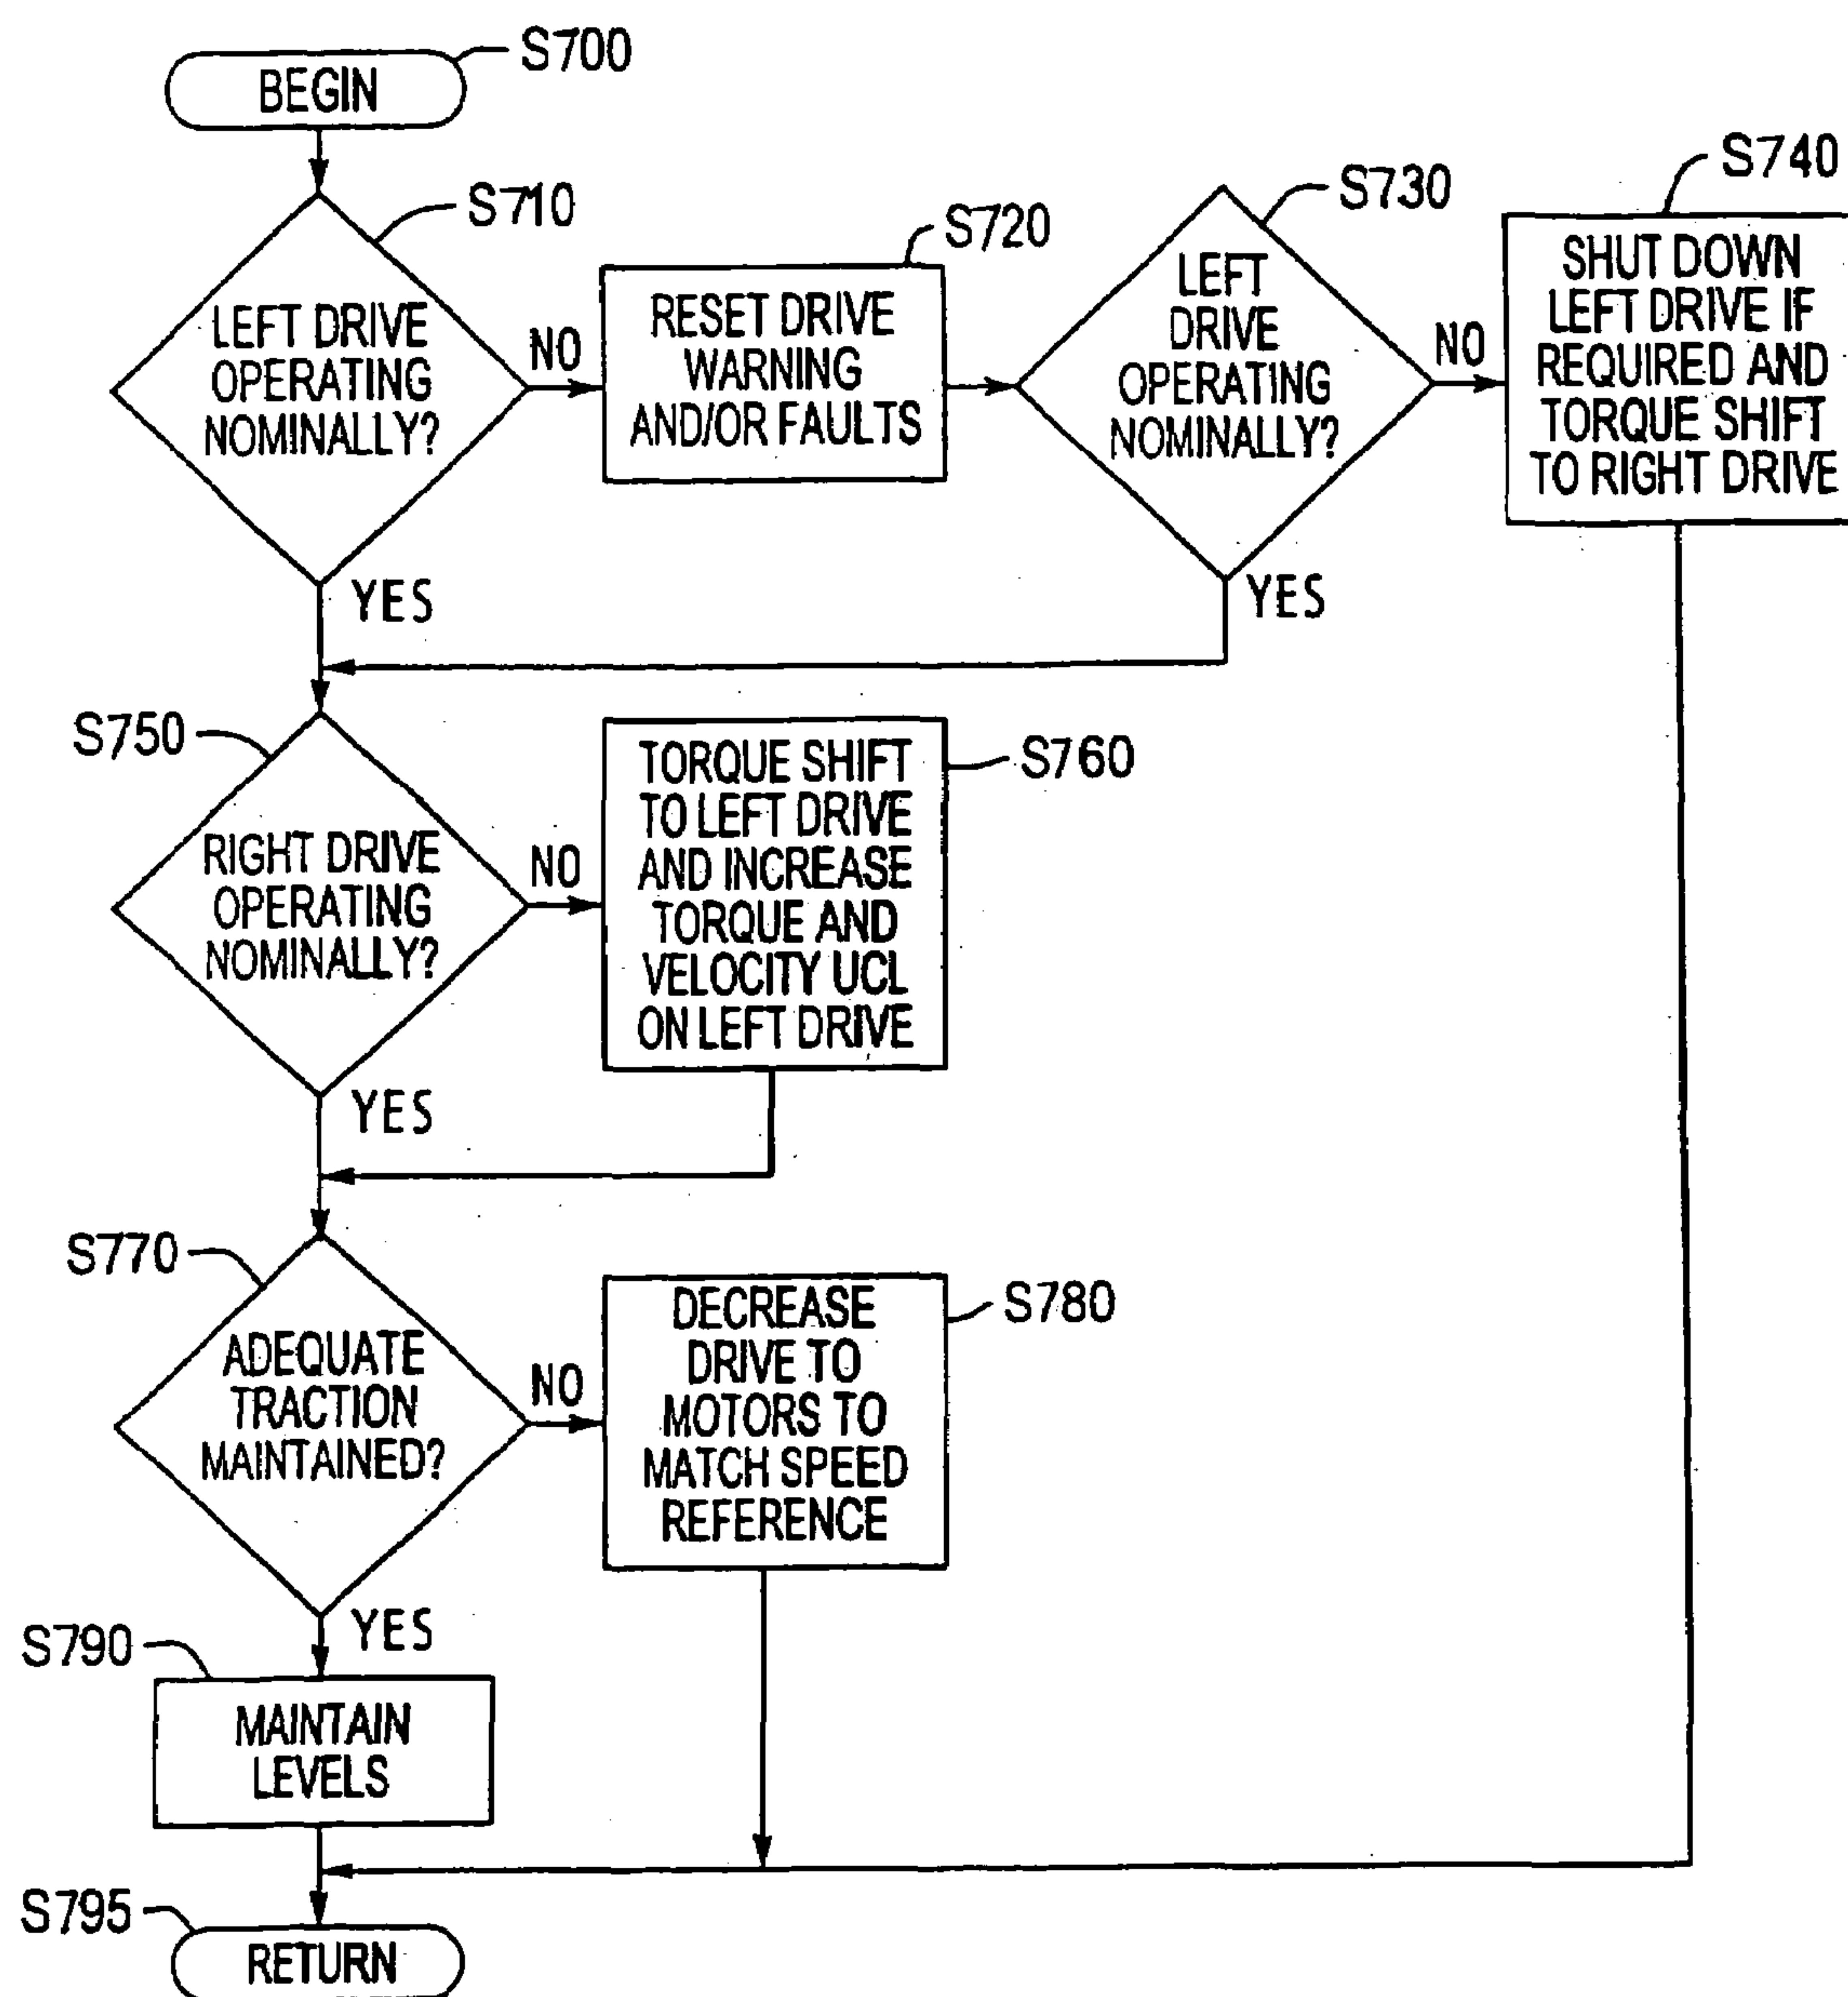 BEGIN
S700
S710
LEFT DRIVE
OPERATING
NOMINALLY?
NO
YES
S720
RESET DRIVE
WARNING
AND/OR FAULTS
S730
LEFT
DRIVE
OPERATING
NOMINALLY?
NO
YES
S740
SHUT DOWN
LEFT DRIVE IF
REQUIRED AND
TORQUE SHIFT
TO RIGHT DRIVE
S750
RIGHT DRIVE
OPERATING
NOMINALLY?
NO
YES
S760
TORQUE SHIFT
TO LEFT DRIVE
AND INCREASE
TORQUE AND
VELOCITY UCL
ON LEFT DRIVE
S770
ADEQUATE
TRACTION
MAINTAINED?
NO
YES
S780
DECREASE
DRIVE TO
MOTORS TO
MATCH SPEED
REFERENCE
S790
MAINTAIN
LEVELS
S795
RETURN